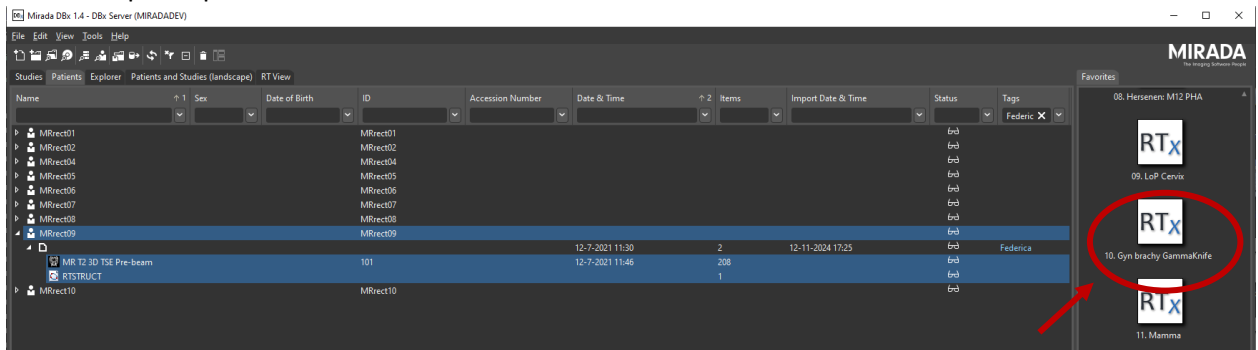 DBx Mirada DBx 1.4 - DBx Server (MIRADADEV)
File Edit View Tools Help
MIRADA
The Imaging Software People
Studies Patients Explorer Patients and Studies (landscape) RT View Favorites
Name 1 Sex Date of Birth ID Accession Number Date & Time 2 Items Import Date & Time Status Tags
Federic
MRrect01 MRrect01
MRrect02 MRrect02
MRrect04 MRrect04
MRrect05 MRrect05
MRrect06 MRrect06
MRrect07 MRrect07
MRrect08 MRrect08
MRrect09 MRrect09
12-7-2021 11:30 2 12-11-2024 17:25 Federica
MR T2 3D TSE Pre-beam 101 12-7-2021 11:46 208
RTSTRUCT 1
MRrect10 MRrect10
08. Hersenen: M12 PHA
RTx
09. LoP Cervix
RTx
10. Gyn brachy GammaKnife
RTx
11. Mamma